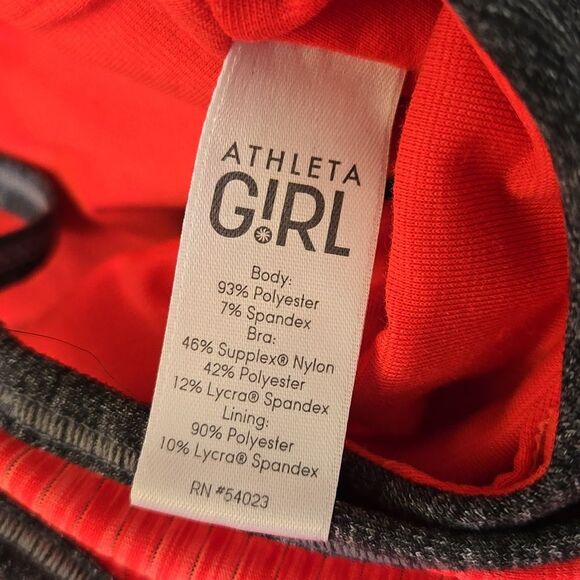 ATHLETA
G!RL
Body:
93% Polyester
7% Spandex
Bra:
46% Supplex® Nylon
42% Polyester
12% Lycra® Spandex
Lining:
90% Polyester
10% Lycra® Spandex
RN #54023